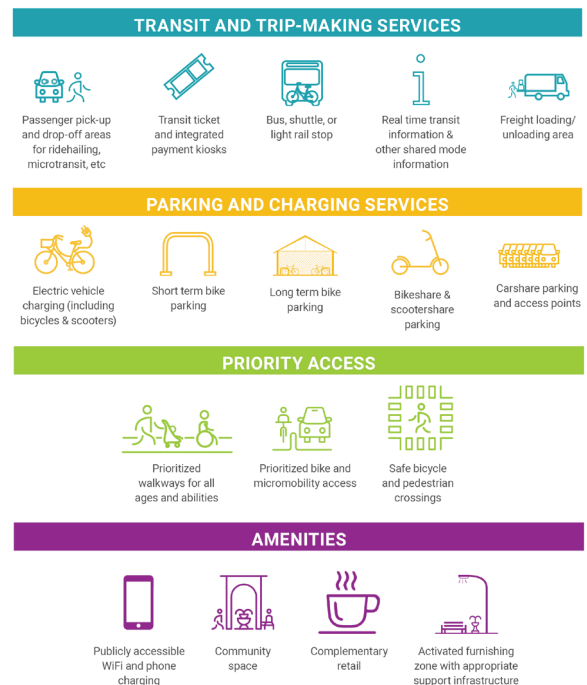 TRANSIT AND TRIP-MAKING SERVICES
Passenger pick-up
and drop-off areas
for ridehailing,
microtransit, etc
Transit ticket
and integrated
payment kiosks
Bus, shuttle, or
light rail stop
Real time transit
information &
other shared mode
information
Freight loading/
unloading area
PARKING AND CHARGING SERVICES
Electric vehicle
charging (including
bicycles & scooters)
Short term bike
parking
Long term bike
parking
Bikeshare &
scootershare
parking
Carshare parking
and access points
PRIORITY ACCESS
Prioritized
walkways for all
ages and abilities
Prioritized bike and
micromobility access
Safe bicycle
and pedestrian
crossings
AMENITIES
Publicly accessible
WiFi and phone
charging
Community
space
Complementary
retail
Activated furnishing
zone with appropriate
support infrastructure